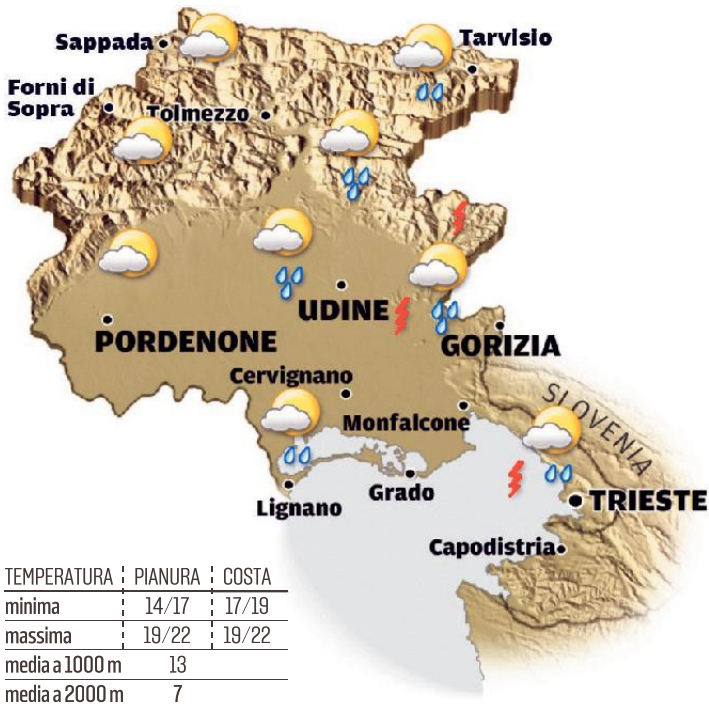 Sappada
Tarvisio
Forni di
Sopra
Tolmezzo
UDINE
PORDENONE
GORIZIA
Cervignano
Monfalcone
SLOVENIA
Lignano
Grado
TRIESTE
Capodistria
TEMPERATURA PIANURA COSTA
minima 14/17 17/19
massima 19/22 19/22
media a 1000 m 13
media a 2000 m 7